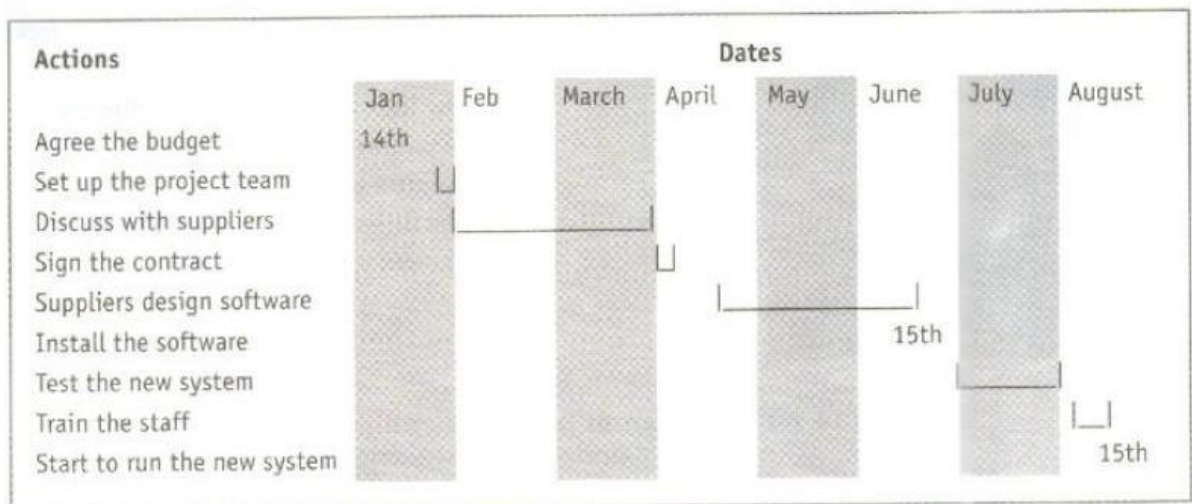 Actions Dates
Jan Feb March April May June July August
Agree the budget 14th
Set up the project team
Discuss with suppliers
Sign the contract
Suppliers design software
Install the software 15th
Test the new system
Train the staff
Start to run the new system 15th